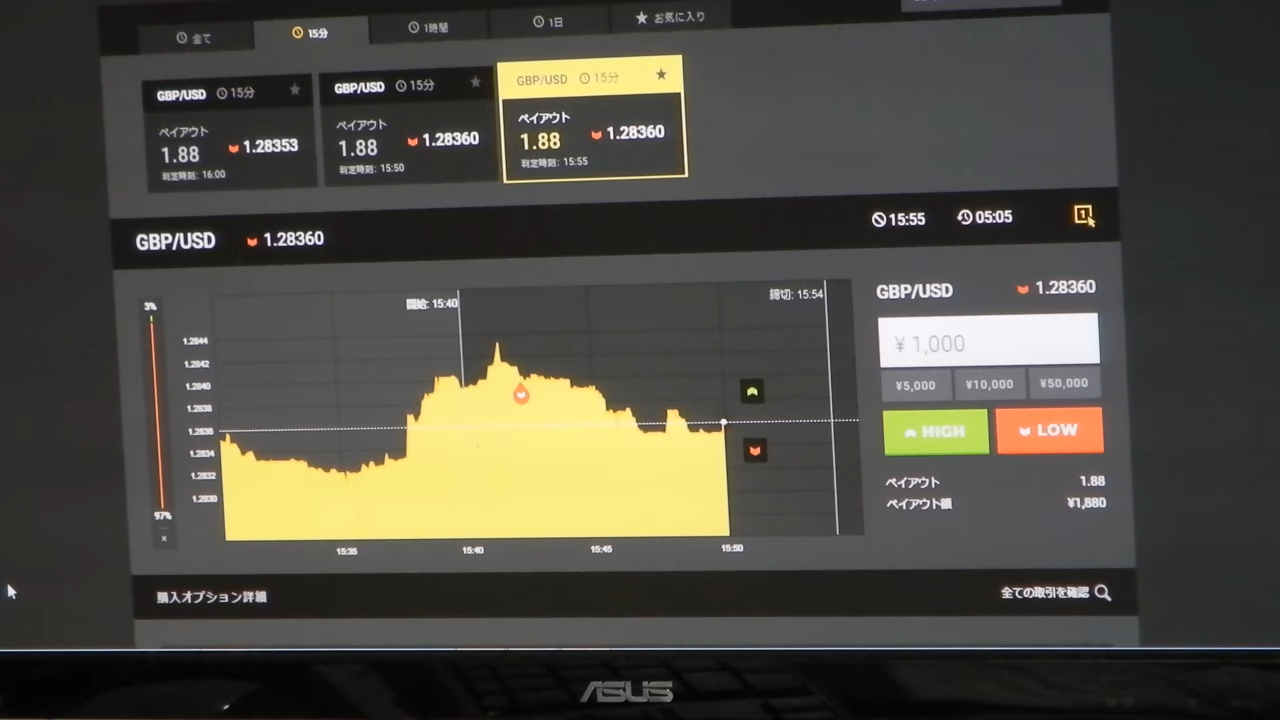 全て
15分
1時間
1日
お気に入り
GBP/USD 15分
ペイアウト
1.88 1.28353
判定時刻: 16:00
GBP/USD 15分
ペイアウト
1.88 1.28360
判定時刻: 15:50
GBP/USD 15分
ペイアウト
1.88 1.28360
判定時刻: 15:55
GBP/USD 1.28360
15:55 05:05 1
3%
97%
×
開始: 15:40
締切: 15:54
1.2844
1.2842
1.2840
1.2838
1.2836
1.2834
1.2832
1.2830
15:35 15:40 15:45 15:50
GBP/USD 1.28360
¥ 1,000
¥5,000 ¥10,000 ¥50,000
HIGH LOW
ペイアウト 1.88
ペイアウト額 ¥1,880
購入オプション詳細
全ての取引を確認
ASUS